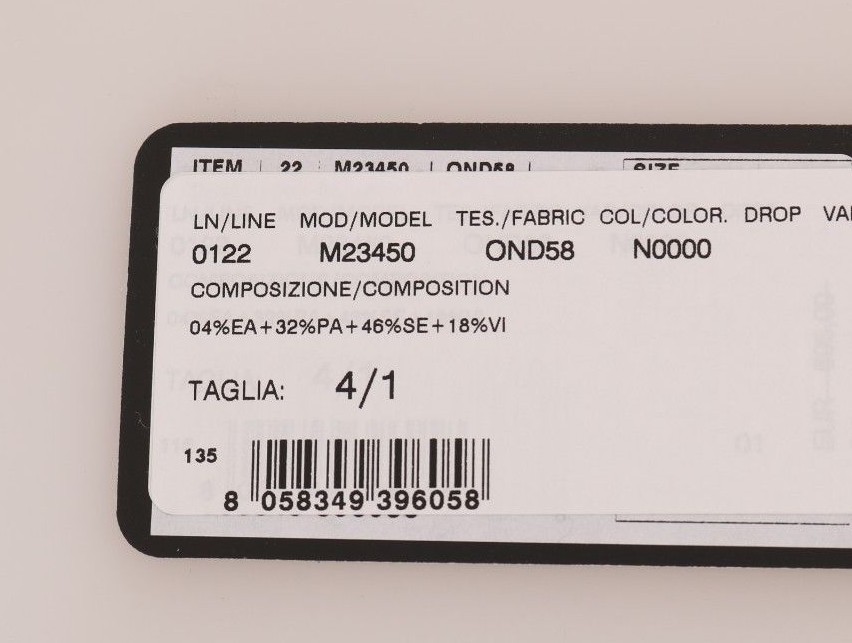 ITEM 22 M23450 OND58 SIZE
LN/LINE MOD/MODEL TES./FABRIC COL/COLOR. DROP VA
0122 M23450 OND58 N0000
COMPOSIZIONE/COMPOSITION
04%EA+32%PA+46%SE+18%VI
TAGLIA: 4/1
135
8 058349 396058